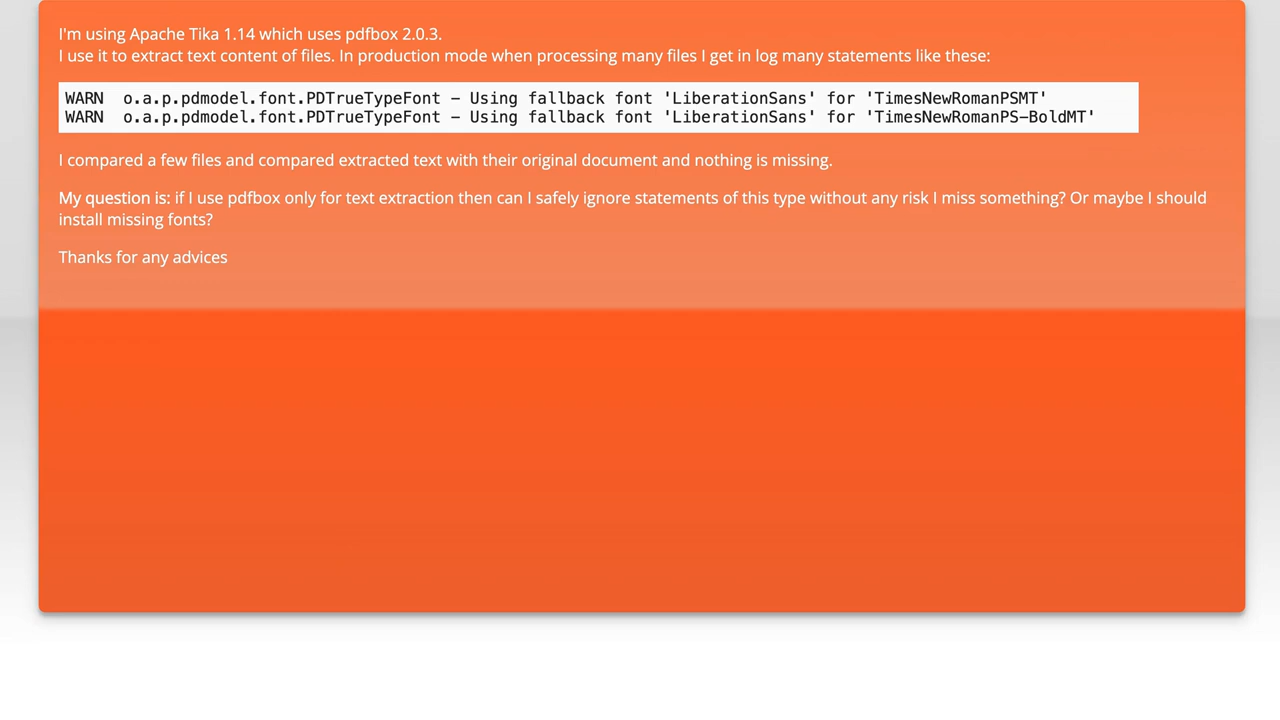 I'm using Apache Tika 1.14 which uses pdfbox 2.0.3.
I use it to extract text content of files. In production mode when processing many files I get in log many statements like these:
WARN  o.a.p.pdmodel.font.PDTrueTypeFont – Using fallback font 'LiberationSans' for 'TimesNewRomanPSMT'
WARN  o.a.p.pdmodel.font.PDTrueTypeFont – Using fallback font 'LiberationSans' for 'TimesNewRomanPS–BoldMT'
I compared a few files and compared extracted text with their original document and nothing is missing.
My question is: if I use pdfbox only for text extraction then can I safely ignore statements of this type without any risk I miss something? Or maybe I should
install missing fonts?
Thanks for any advices